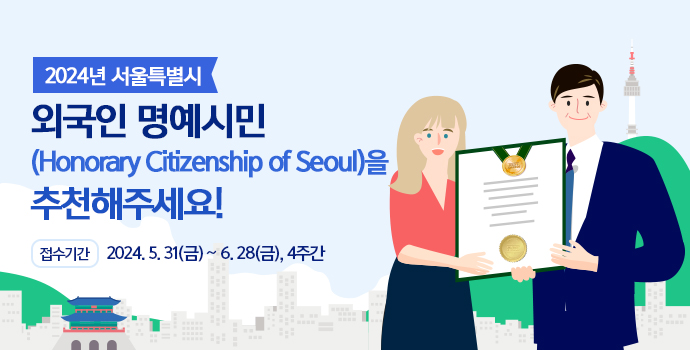 2024년 서울특별시
외국인 명예시민
(Honorary Citizenship of Seoul)을
추천해주세요!
접수기간 2024. 5. 31(금) ~ 6. 28(금), 4주간